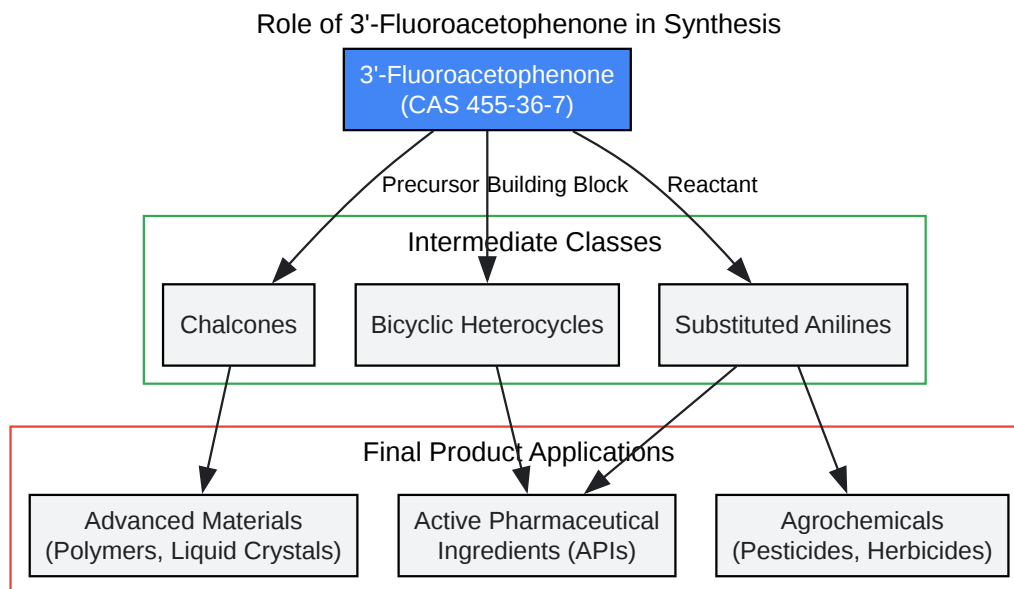 Role of 3'-Fluoroacetophenone in Synthesis
3'-Fluoroacetophenone
(CAS 455-36-7)
Precursor
Building Block
Reactant
Intermediate Classes
Chalcones
Bicyclic Heterocycles
Substituted Anilines
Final Product Applications
Advanced Materials
(Polymers, Liquid Crystals)
Active Pharmaceutical
Ingredients (APIs)
Agrochemicals
(Pesticides, Herbicides)